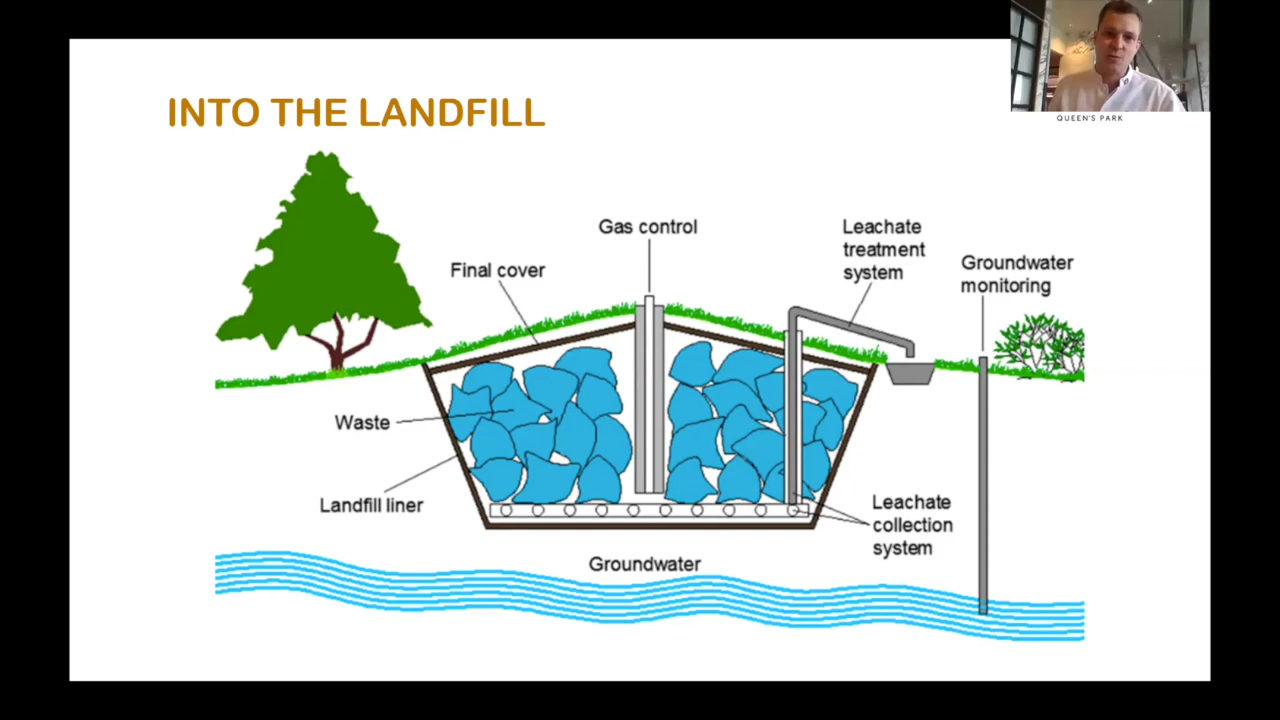 INTO THE LANDFILL
QUEEN'S PARK
Gas control
Leachate
treatment
system
Final cover
Groundwater
monitoring
Waste
Landfill liner
Leachate
collection
system
Groundwater